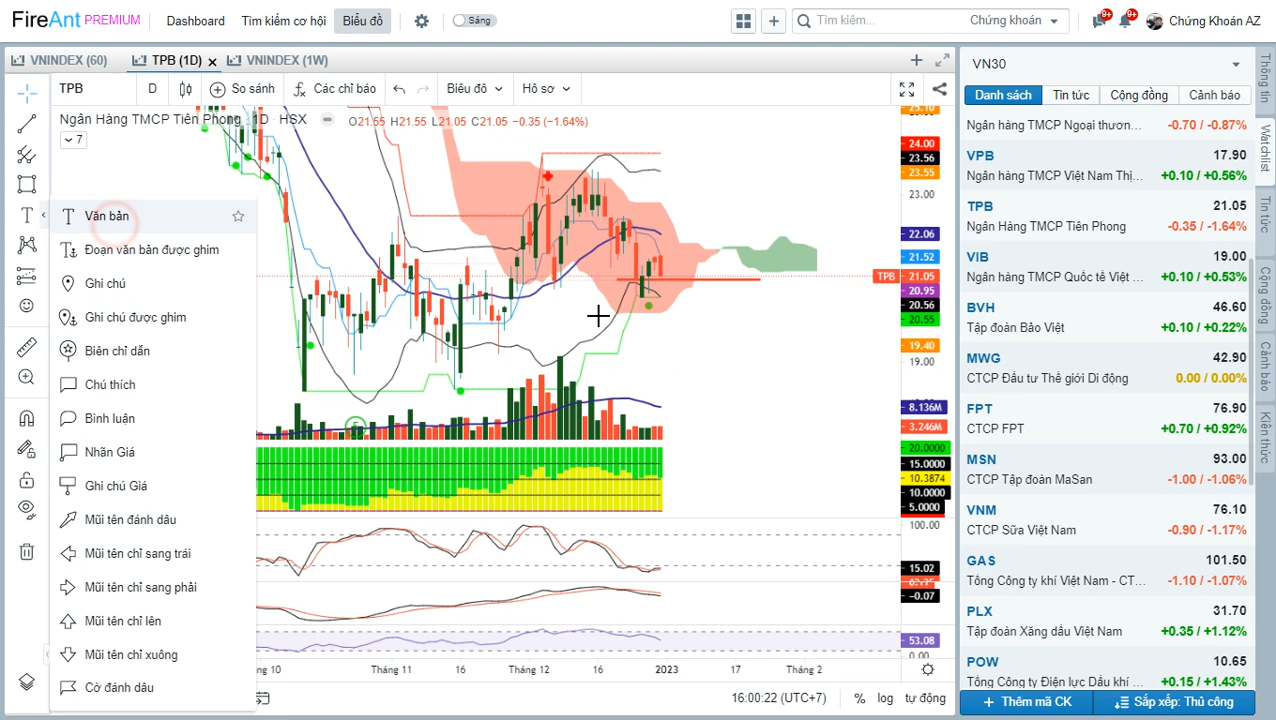 FireAnt PREMIUM Dashboard Tìm kiếm cơ hội Biểu đồ Sáng Tìm kiếm... Chứng khoán 9+ 9+ Chứng Khoán AZ
VNINDEX (60) TPB (1D) VNINDEX (1W)
TPB D So sánh Các chỉ báo Biểu đồ Hồ sơ
Ngân Hàng TMCP Tiên Phong 1D HSX O21.55 H21.55 L21.05 C21.05 −0.35 (−1.64%)
7
Văn bản
Đoạn văn bản được ghim
Ghi chú
Ghi chú được ghim
Biên chỉ dẫn
Chú thích
Bình luận
Nhãn Giá
Ghi chú Giá
Mũi tên đánh dâu
Mũi tên chỉ sang trái
Mũi tên chỉ sang phải
Mũi tên chỉ lên
Mũi tên chỉ xuông
Cờ đánh dâu
24.00
23.56
23.55
23.00
22.06
21.52
TPB 21.05
20.95
20.56
20.55
19.40
19.00
8.136M
3.246M
20.0000
15.0000
10.3874
10.0000
5.0000
100.00
15.02
−0.07
53.08
0.00
Tháng 11 16 Tháng 12 16 2023 17 Tháng 2
16:00:22 (UTC+7) % log tự động
VN30
Danh sách Tin tức Cộng đồng Cảnh báo
Ngân hàng TMCP Ngoại thươn... -0.70 / -0.87%
VPB 17.90
Ngân hàng TMCP Việt Nam Thị... +0.10 / +0.56%
TPB 21.05
Ngân Hàng TMCP Tiên Phong -0.35 / -1.64%
VIB 19.00
Ngân hàng TMCP Quốc tế Việt ... +0.10 / +0.53%
BVH 46.60
Tập đoàn Bảo Việt +0.10 / +0.22%
MWG 42.90
CTCP Đầu tư Thế giới Di động 0.00 / 0.00%
FPT 76.90
CTCP FPT +0.70 / +0.92%
MSN 93.00
CTCP Tập đoàn MaSan -1.00 / -1.06%
VNM 76.10
CTCP Sữa Việt Nam -0.90 / -1.17%
GAS 101.50
Tổng Công ty khí Việt Nam - CT... -1.10 / -1.07%
PLX 31.70
Tập đoàn Xăng dầu Việt Nam +0.35 / +1.12%
POW 10.65
Tổng Công ty Điện lực Dầu khí ... +0.15 / +1.43%
Thêm mã CK Sắp xếp: Thủ công
Thông tin
Watchlist
Tin tức
Cộng đồng
Cảnh báo
Kiến thức